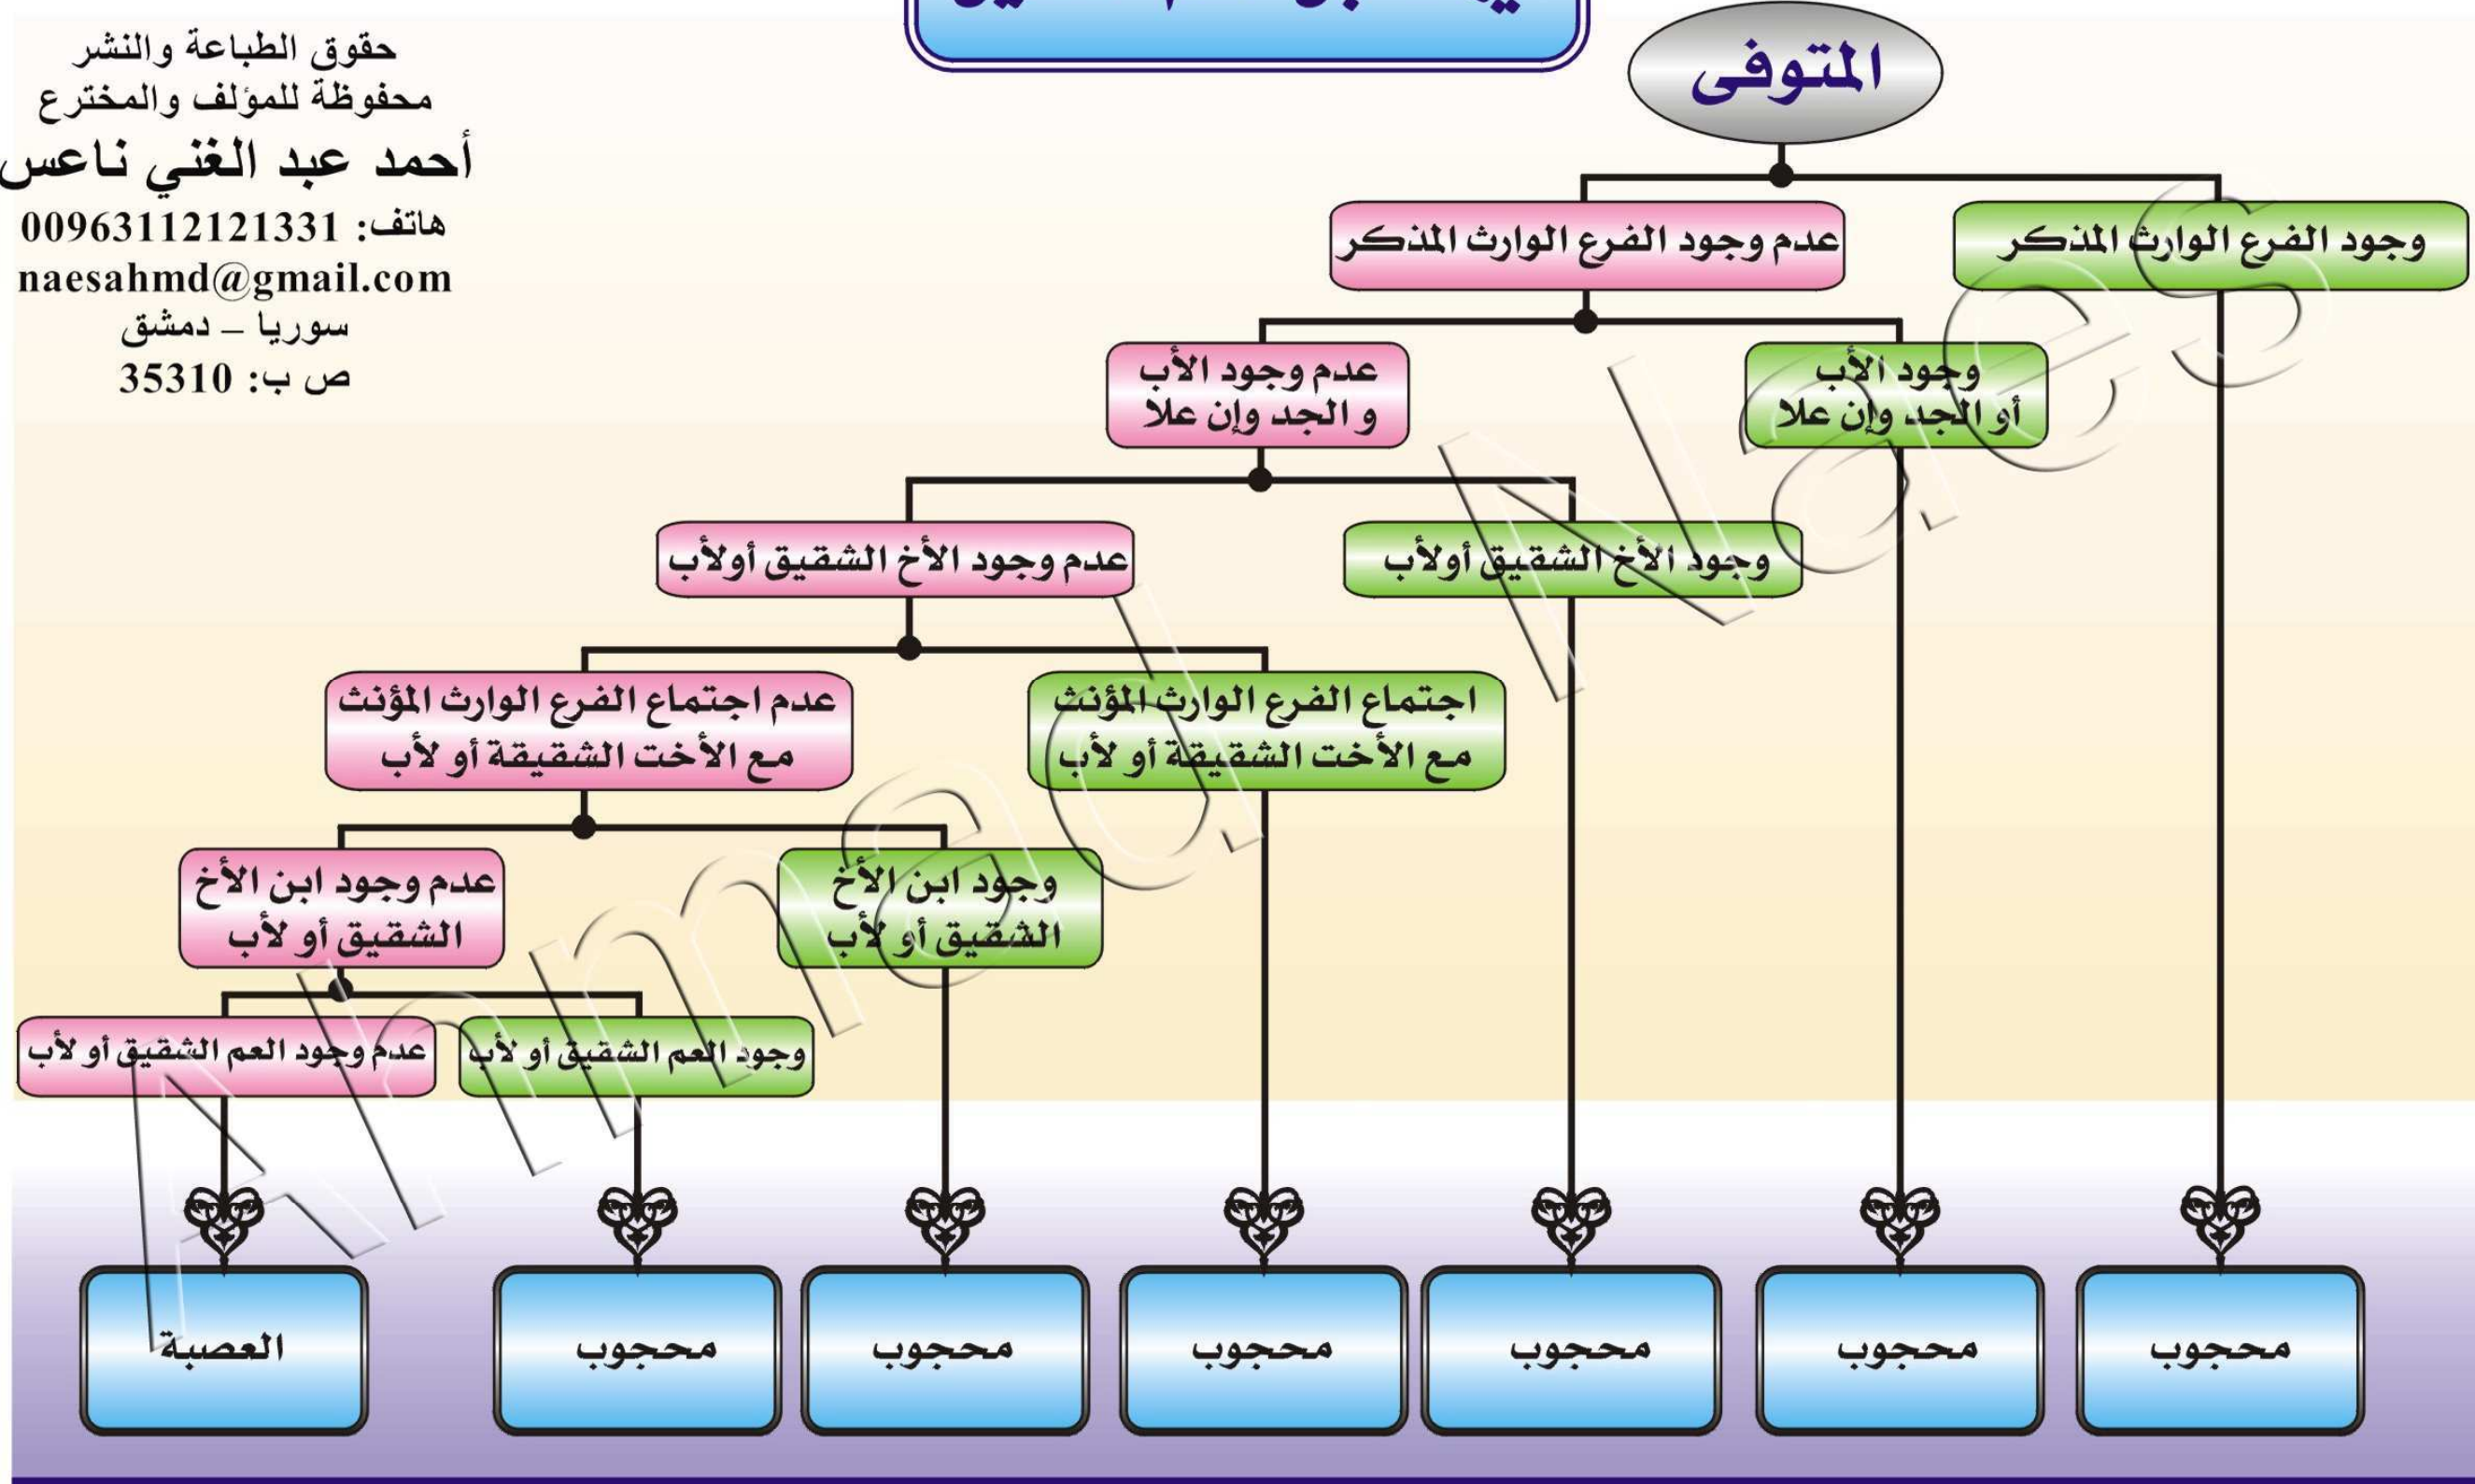 المتوفى
حقوق الطباعة والنشر
محفوظة للمؤلف والمخترع
أحمد عبد الغني ناعس
هاتف: 00963112121331
naesahmd@gmail.com
سوريا – دمشق
ص ب: 35310
وجود الفرع الوارث المذكر
عدم وجود الفرع الوارث المذكر
وجود الأب
أو الجد وإن علا
عدم وجود الأب
و الجد وإن علا
وجود الأخ الشقيق أولأب
عدم وجود الأخ الشقيق أولأب
اجتماع الفرع الوارث المؤنث
مع الأخت الشقيقة أو لأب
عدم اجتماع الفرع الوارث المؤنث
مع الأخت الشقيقة أو لأب
وجود ابن الأخ
الشقيق أو لأب
عدم وجود ابن الأخ
الشقيق أو لأب
وجود العم الشقيق أو لأب
عدم وجود العم الشقيق أو لأب
محجوب
محجوب
محجوب
محجوب
محجوب
محجوب
العصبة
Ahmad Naes